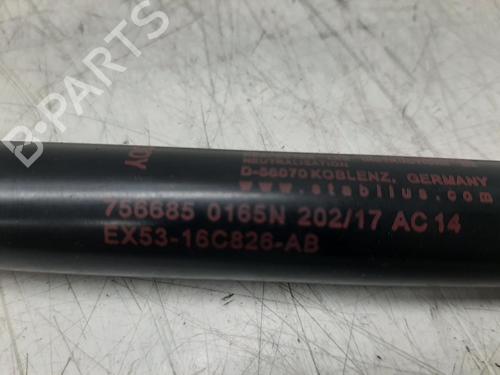 NEUTRALISATION
D-56070 KOBLENZ, GERMANY
www.stabilus.com
756685 0165N 202/17 AC 14
EX53-16C826-AB
B-PARTS